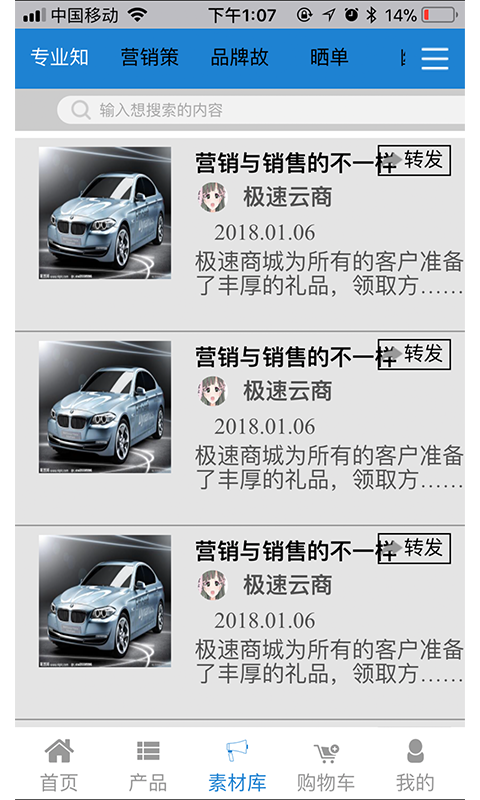 中国移动 下午1:07 14%
专业知 营销策 品牌故 晒单
输入想搜索的内容
营销与销售的不一样 转发
极速云商
2018.01.06
极速商城为所有的客户准备
了丰厚的礼品，领取方……
营销与销售的不一样 转发
极速云商
2018.01.06
极速商城为所有的客户准备
了丰厚的礼品，领取方……
营销与销售的不一样 转发
极速云商
2018.01.06
极速商城为所有的客户准备
了丰厚的礼品，领取方……
首页 产品 素材库 购物车 我的